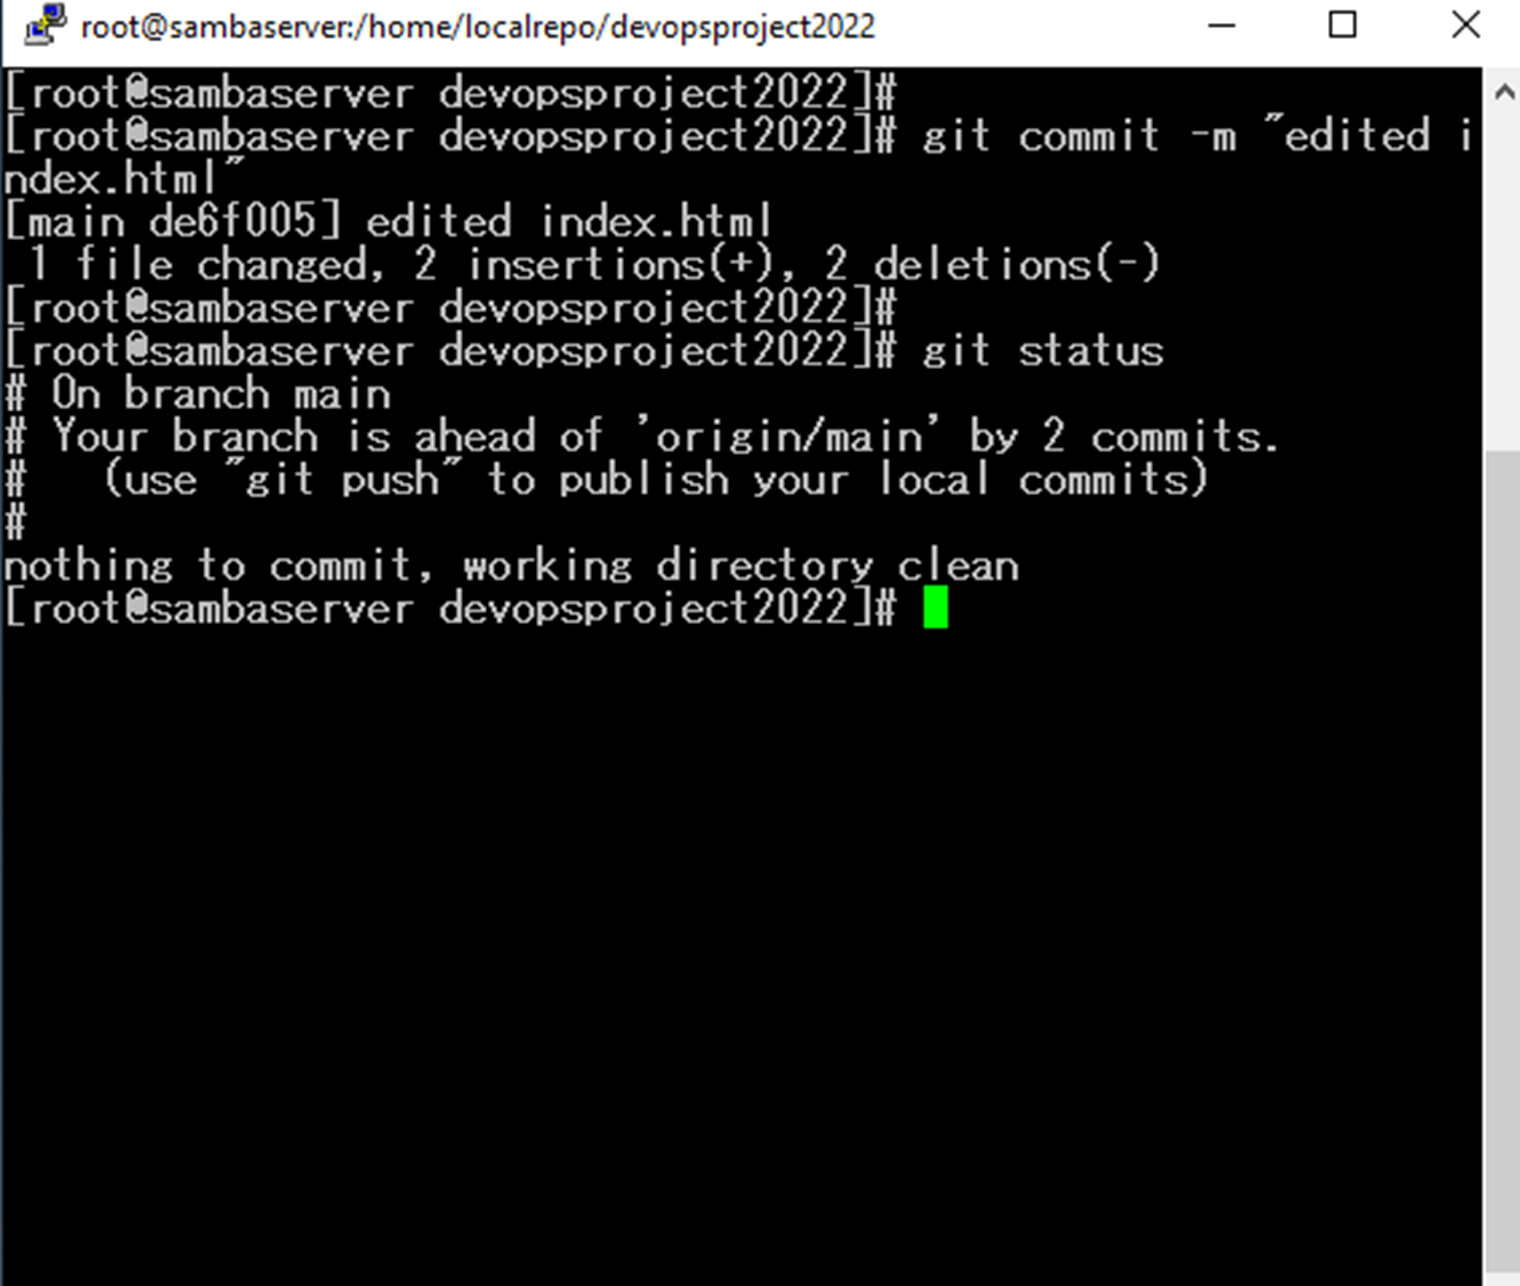 root@sambaserver:/home/localrepo/devopsproject2022
[root@sambaserver devopsproject2022]#
[root@sambaserver devopsproject2022]# git commit -m "edited i
ndex.html"
[main de6f005] edited index.html
 1 file changed, 2 insertions(+), 2 deletions(-)
[root@sambaserver devopsproject2022]#
[root@sambaserver devopsproject2022]# git status
# On branch main
# Your branch is ahead of 'origin/main' by 2 commits.
#   (use "git push" to publish your local commits)
#
nothing to commit, working directory clean
[root@sambaserver devopsproject2022]#